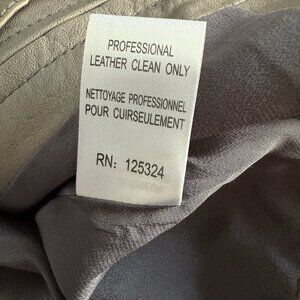 PROFESSIONAL
LEATHER CLEAN ONLY
NETTOYAGE PROFESSIONNEL
POUR CUIRSEULEMENT
RN: 125324